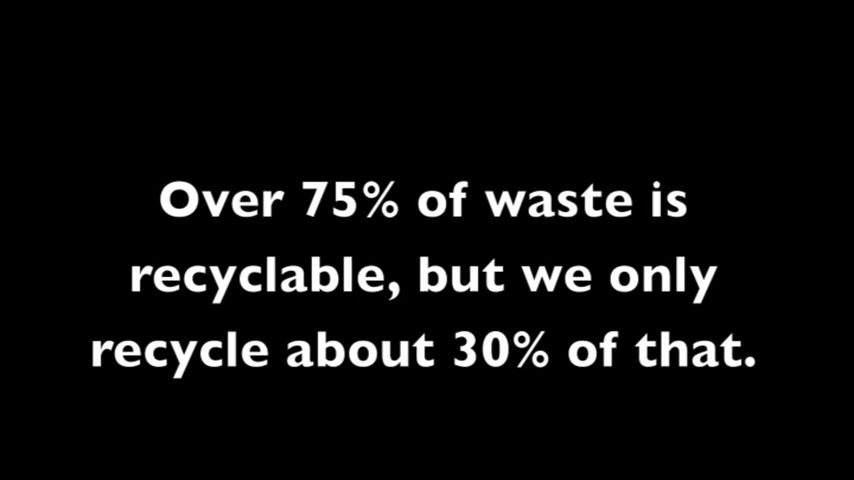 Over 75% of waste is
recyclable, but we only
recycle about 30% of that.